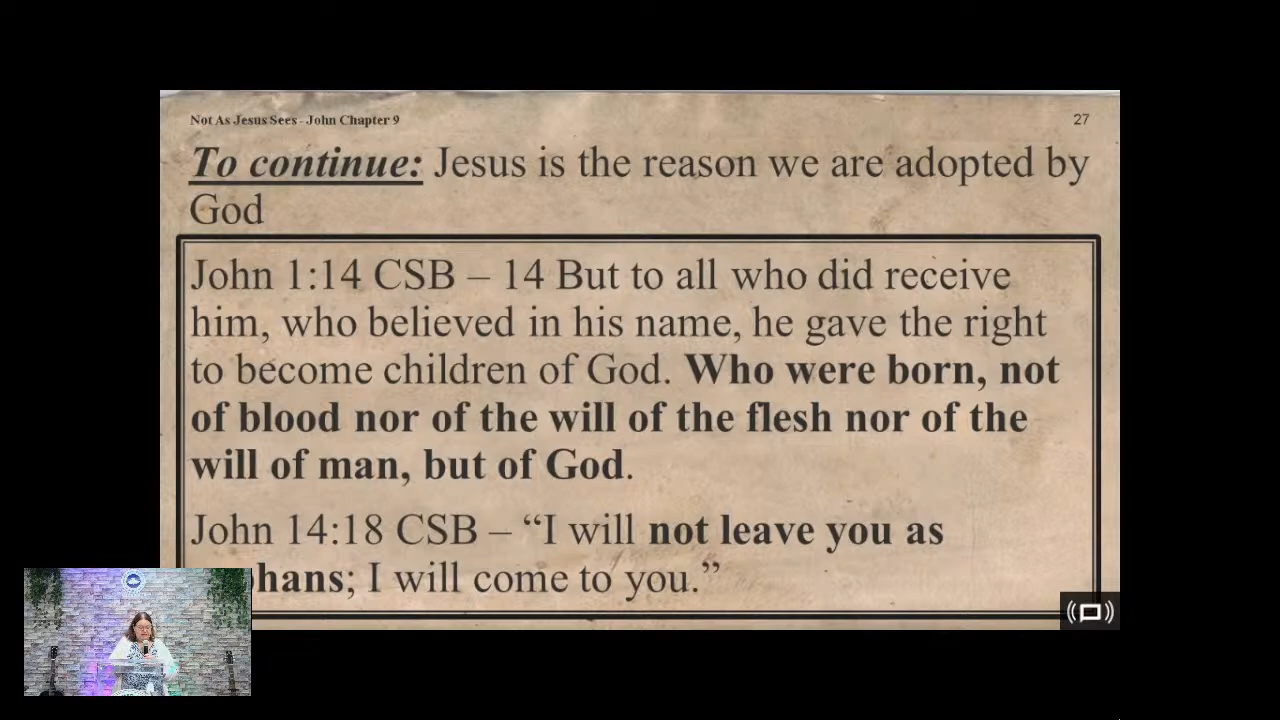 Not As Jesus Sees - John Chapter 9
27
To continue: Jesus is the reason we are adopted by
God
John 1:14 CSB – 14 But to all who did receive
him, who believed in his name, he gave the right
to become children of God. Who were born, not
of blood nor of the will of the flesh nor of the
will of man, but of God.
John 14:18 CSB – “I will not leave you as
hans; I will come to you.”